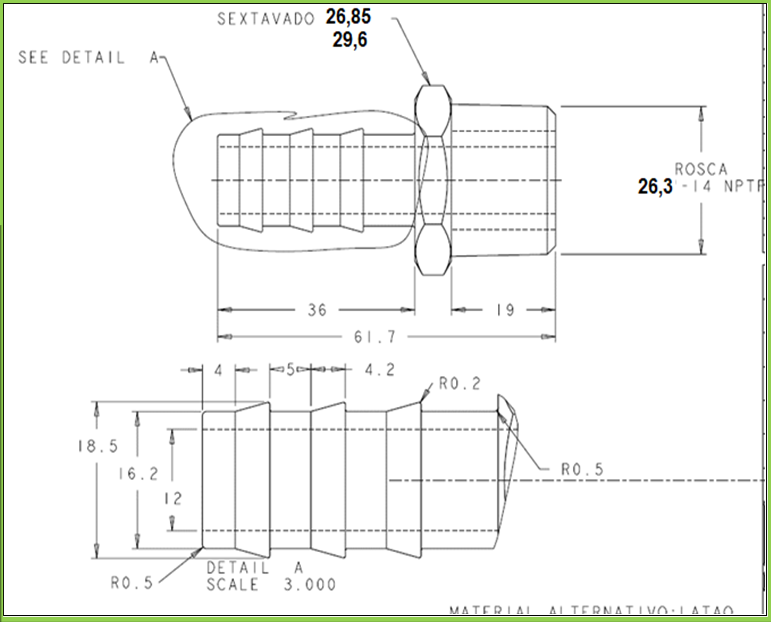 SEXTAVADO 26,85
29,6
SEE DETAIL A
ROSCA
26,3 -14 NPTF
36
19
61.7
4
5
4.2
R0.2
18.5
16.2
12
R0.5
R0.5
DETAIL A
SCALE 3.000
MATERIAL ALTERNATIVO:LATAO